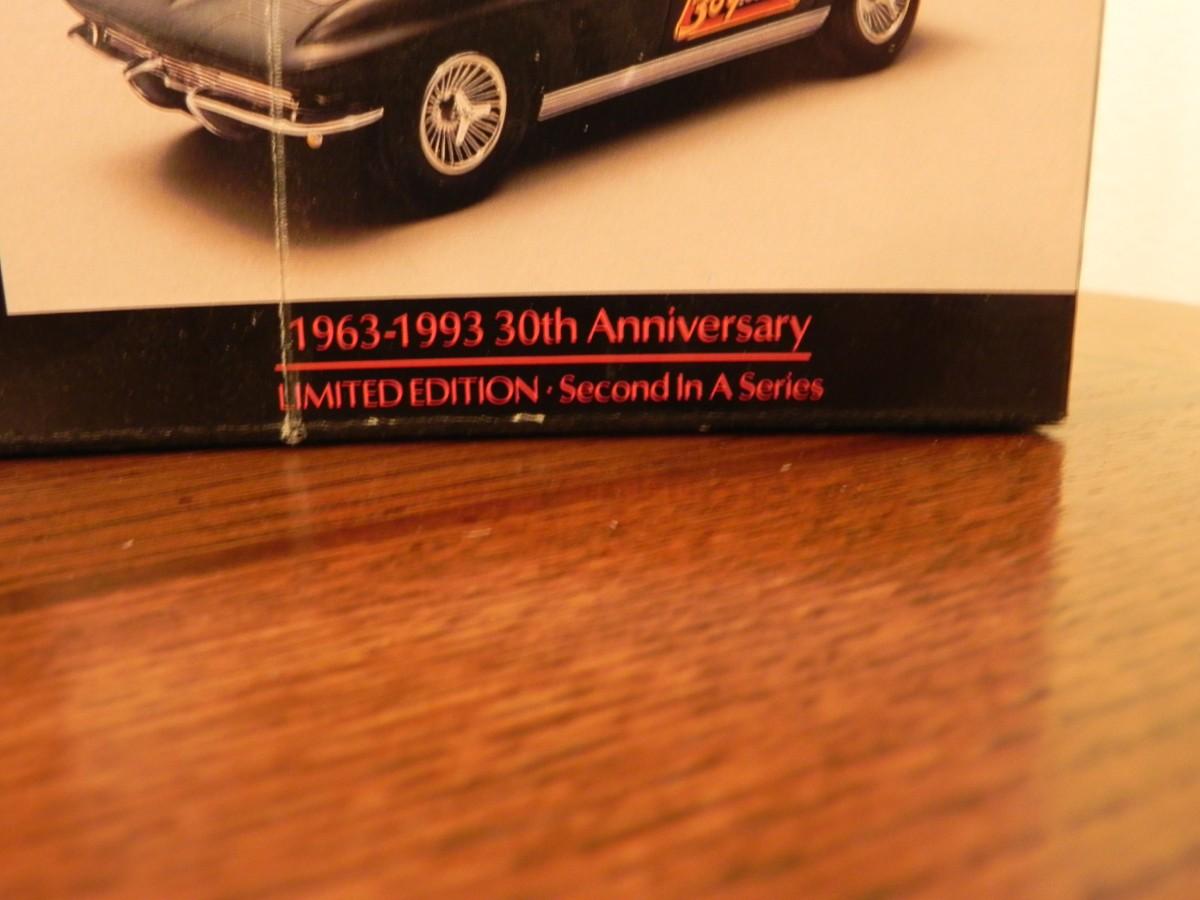 1963-1993 30th Anniversary
LIMITED EDITION · Second In A Series